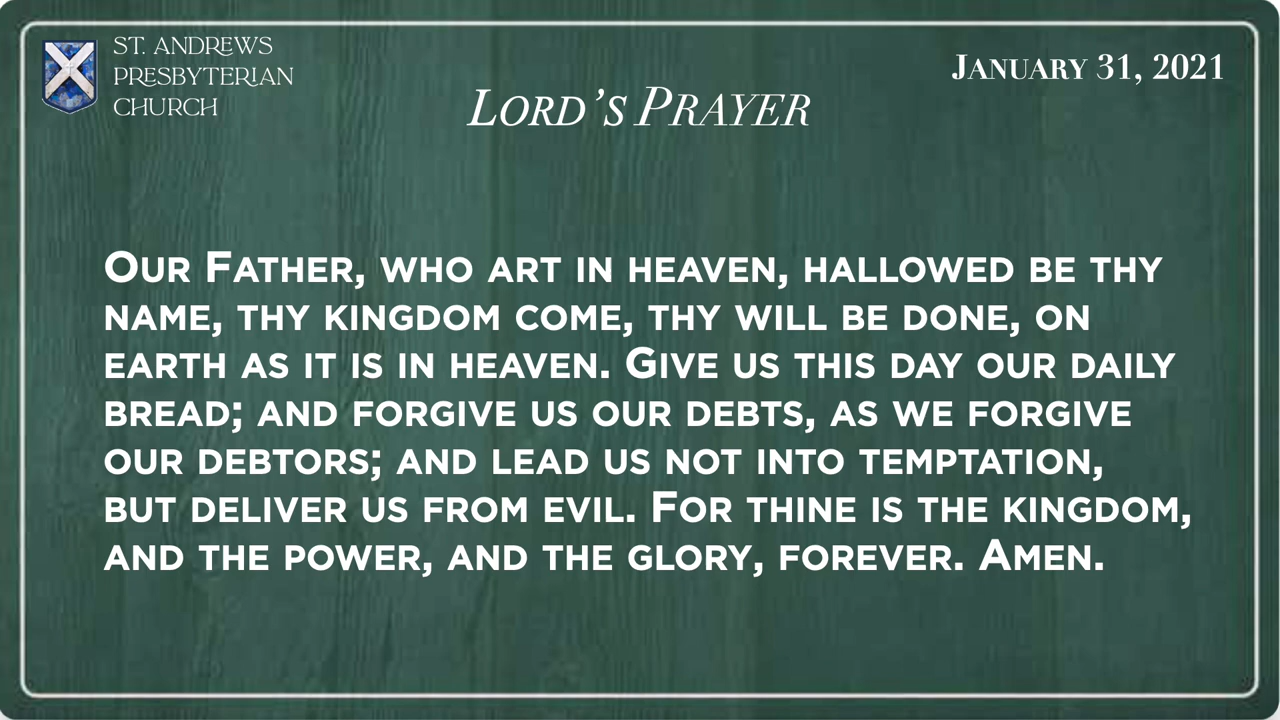 St. Andrews
Presbyterian
Church
January 31, 2021
Lord’s Prayer
Our Father, who art in heaven, hallowed be thy
name, thy kingdom come, thy will be done, on
earth as it is in heaven. Give us this day our daily
bread; and forgive us our debts, as we forgive
our debtors; and lead us not into temptation,
but deliver us from evil. For thine is the kingdom,
and the power, and the glory, forever. Amen.